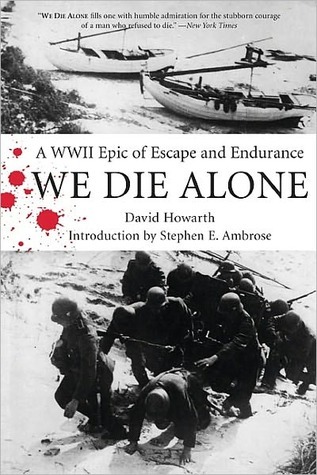 "WE DIE ALONE fills one with humble admiration for the stubborn courage
of a man who refused to die." —New York Times
A WWII Epic of Escape and Endurance
WE DIE ALONE
David Howarth
Introduction by Stephen E. Ambrose